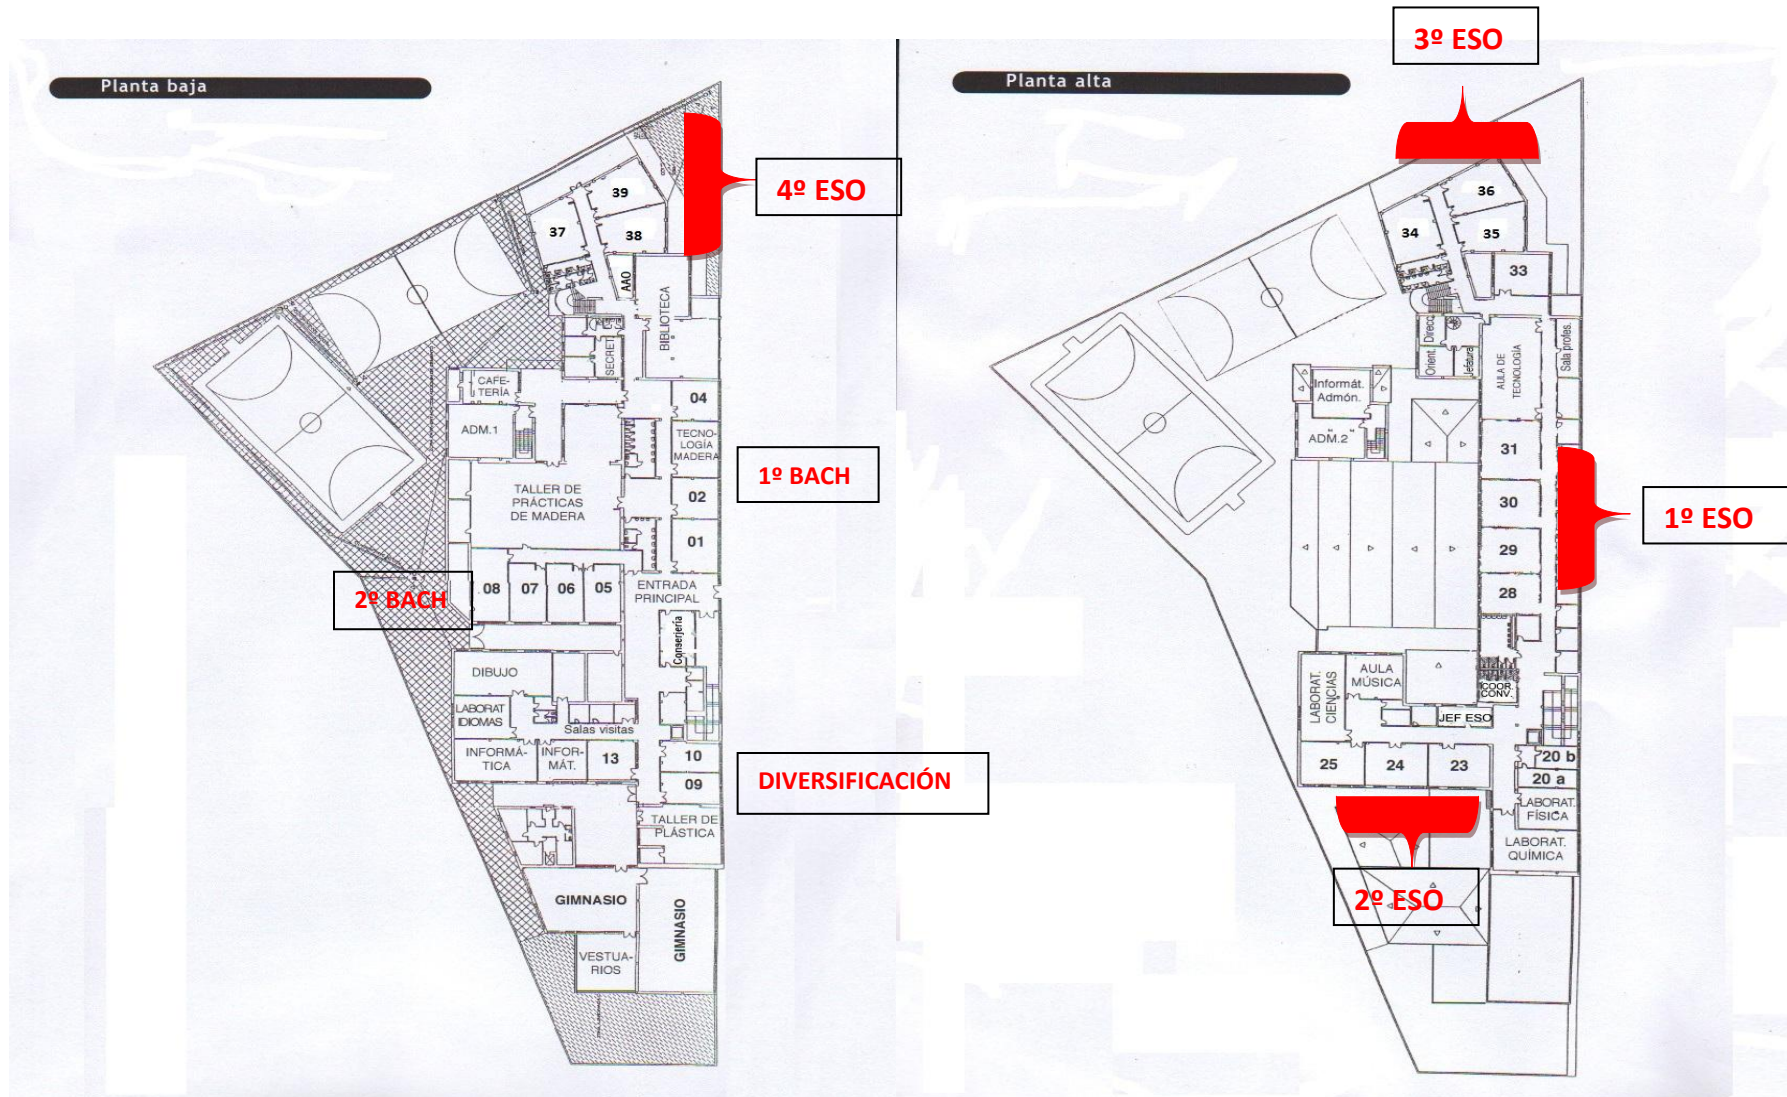 Planta baja
4º ESO
39
37
38
AAO
BIBLIOTECA
SECRET.
CAFE-
TERÍA
04
ADM.1
TECNO-
LOGÍA
MADERA
1º BACH
TALLER DE
PRÁCTICAS
DE MADERA
02
01
08
07
06
05
ENTRADA
PRINCIPAL
2º BACH
Conserjería
DIBUJO
LABORAT
IDIOMAS
Salas visitas
INFORMÁ-
TICA
INFOR-
MÁT.
13
10
09
DIVERSIFICACIÓN
TALLER DE
PLÁSTICA
GIMNASIO
GIMNASIO
VESTUA-
RIOS
Planta alta
3º ESO
36
34
35
33
Direcc.
Orient.
Jefatura
AULA DE
TECNOLOGÍA
Sala profes.
Informát.
Admón.
ADM.2
31
30
29
28
1º ESO
LABORAT.
CIENCIAS
AULA
MÚSICA
COOR.
CONV.
JEF ESO
25
24
23
20 b
20 a
LABORAT.
FÍSICA
LABORAT.
QUÍMICA
2º ESO